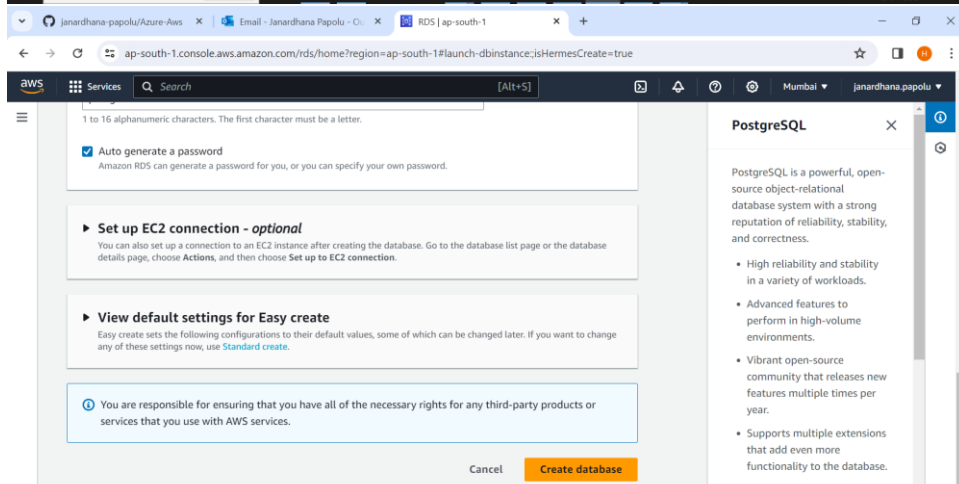 janardhana-papolu/Azure-Aws
Email - Janardhana Papolu - Ou
RDS | ap-south-1
ap-south-1.console.aws.amazon.com/rds/home?region=ap-south-1#launch-dbinstance;isHermesCreate=true
H
aws
Services
Search
[Alt+S]
Mumbai
janardhana.papolu
1 to 16 alphanumeric characters. The first character must be a letter.
Auto generate a password
Amazon RDS can generate a password for you, or you can specify your own password.
Set up EC2 connection - optional
You can also set up a connection to an EC2 instance after creating the database. Go to the database list page or the database
details page, choose Actions, and then choose Set up to EC2 connection.
View default settings for Easy create
Easy create sets the following configurations to their default values, some of which can be changed later. If you want to change
any of these settings now, use Standard create.
You are responsible for ensuring that you have all of the necessary rights for any third-party products or
services that you use with AWS services.
Cancel
Create database
PostgreSQL
PostgreSQL is a powerful, open-
source object-relational
database system with a strong
reputation of reliability, stability,
and correctness.
• High reliability and stability
in a variety of workloads.
• Advanced features to
perform in high-volume
environments.
• Vibrant open-source
community that releases new
features multiple times per
year.
• Supports multiple extensions
that add even more
functionality to the database.